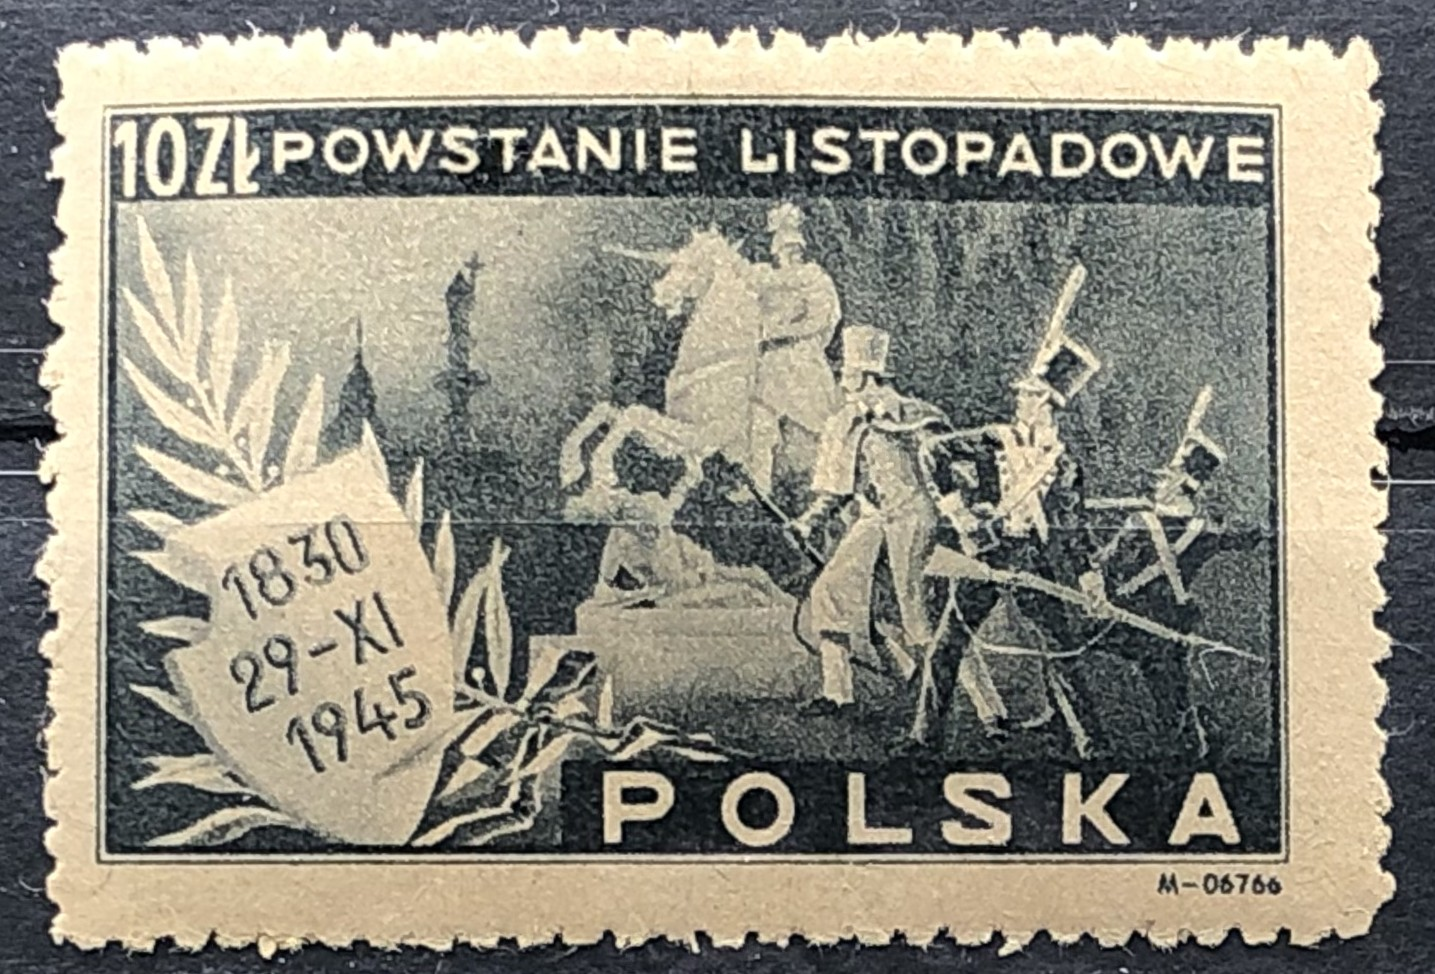 10ZŁ POWSTANIE LISTOPADOWE
1830
29-XI
1945
POLSKA
M-06766